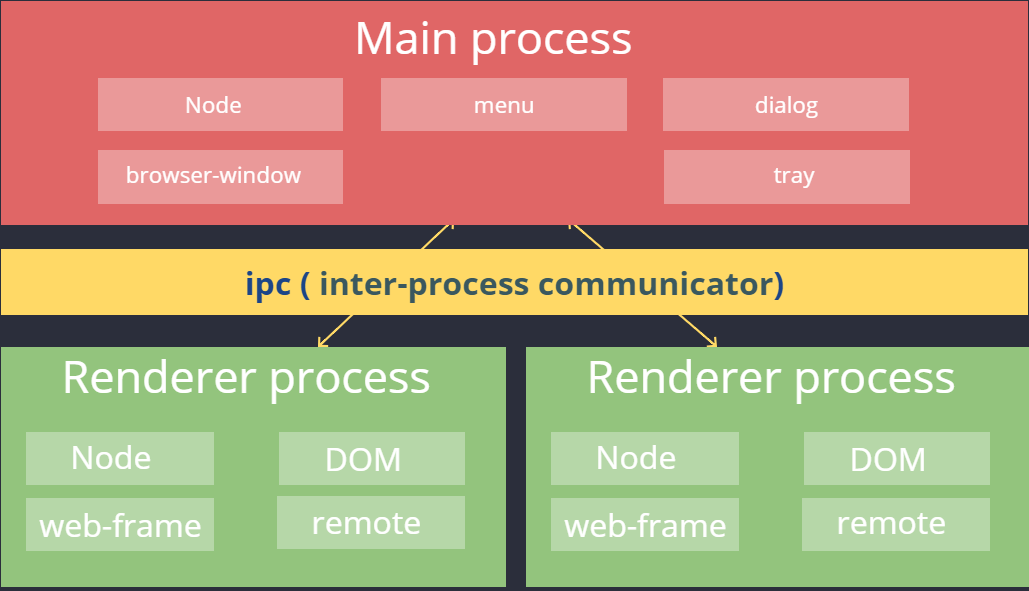 Main process
Node
menu
dialog
browser-window
tray
ipc ( inter-process communicator)
Renderer process
Renderer process
Node
DOM
Node
DOM
web-frame
remote
web-frame
remote